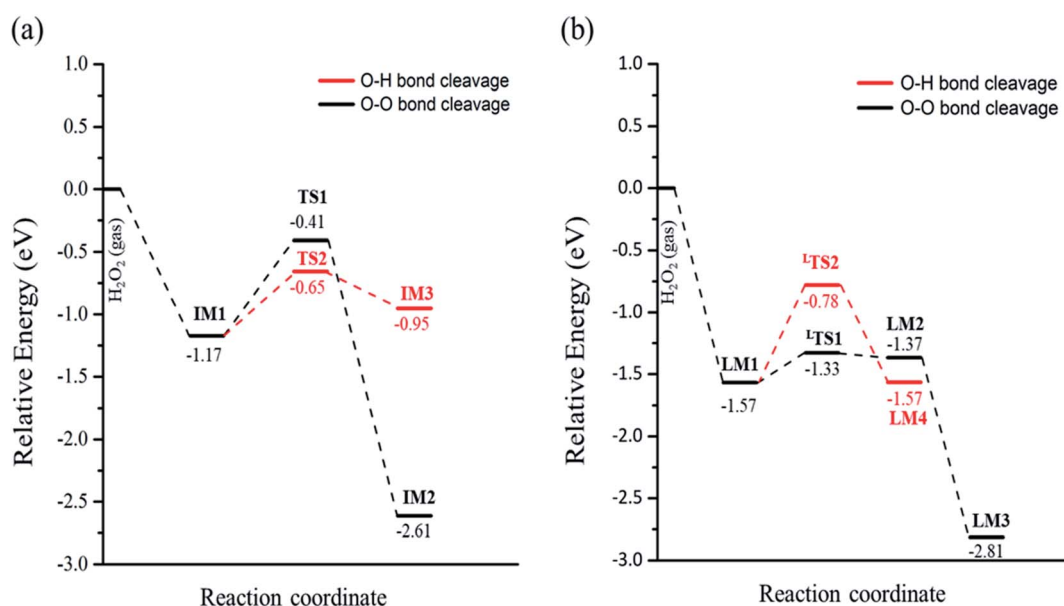 (a)
Relative Energy (eV)
1.0
0.5
0.0
-0.5
-1.0
-1.5
-2.0
-2.5
-3.0
O-H bond cleavage
O-O bond cleavage
H₂O₂ (gas)
IM1
-1.17
TS1
-0.41
TS2
-0.65
IM3
-0.95
IM2
-2.61
Reaction coordinate
(b)
Relative Energy (eV)
1.0
0.5
0.0
-0.5
-1.0
-1.5
-2.0
-2.5
-3.0
O-H bond cleavage
O-O bond cleavage
H₂O₂ (gas)
LM1
-1.57
ᴸTS2
-0.78
ᴸTS1
-1.33
LM2
-1.37
-1.57
LM4
LM3
-2.81
Reaction coordinate